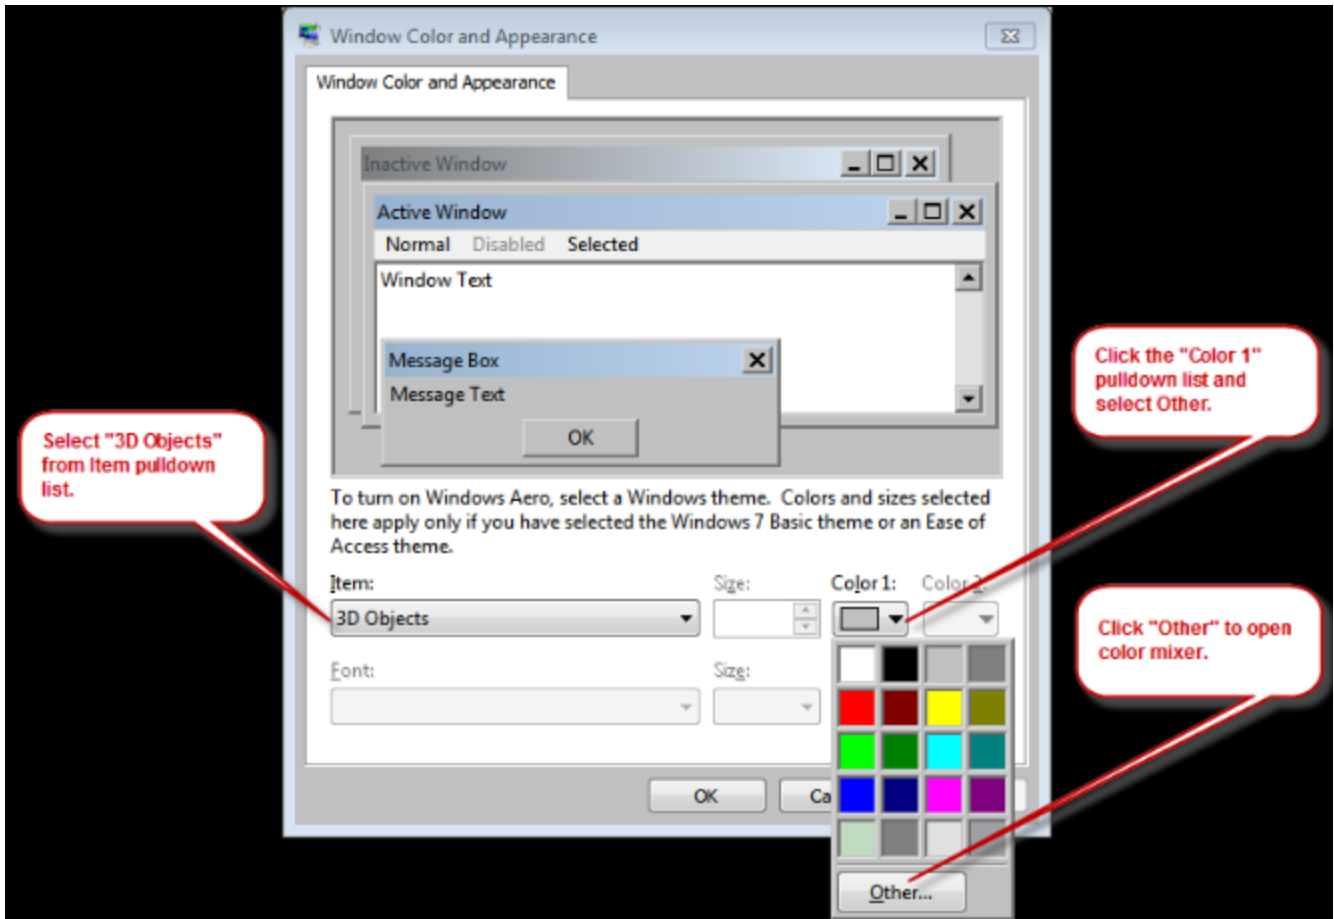 Window Color and Appearance
Window Color and Appearance
Inactive Window
Active Window
Normal Disabled Selected
Window Text
Message Box
Message Text
OK
Click the "Color 1"
pulldown list and
select Other.
Select "3D Objects"
from Item pulldown
list.
To turn on Windows Aero, select a Windows theme. Colors and sizes selected
here apply only if you have selected the Windows 7 Basic theme or an Ease of
Access theme.
Item: Size: Color 1: Color 2:
3D Objects
Click "Other" to open
color mixer.
Font: Size:
OK Ca
Other...